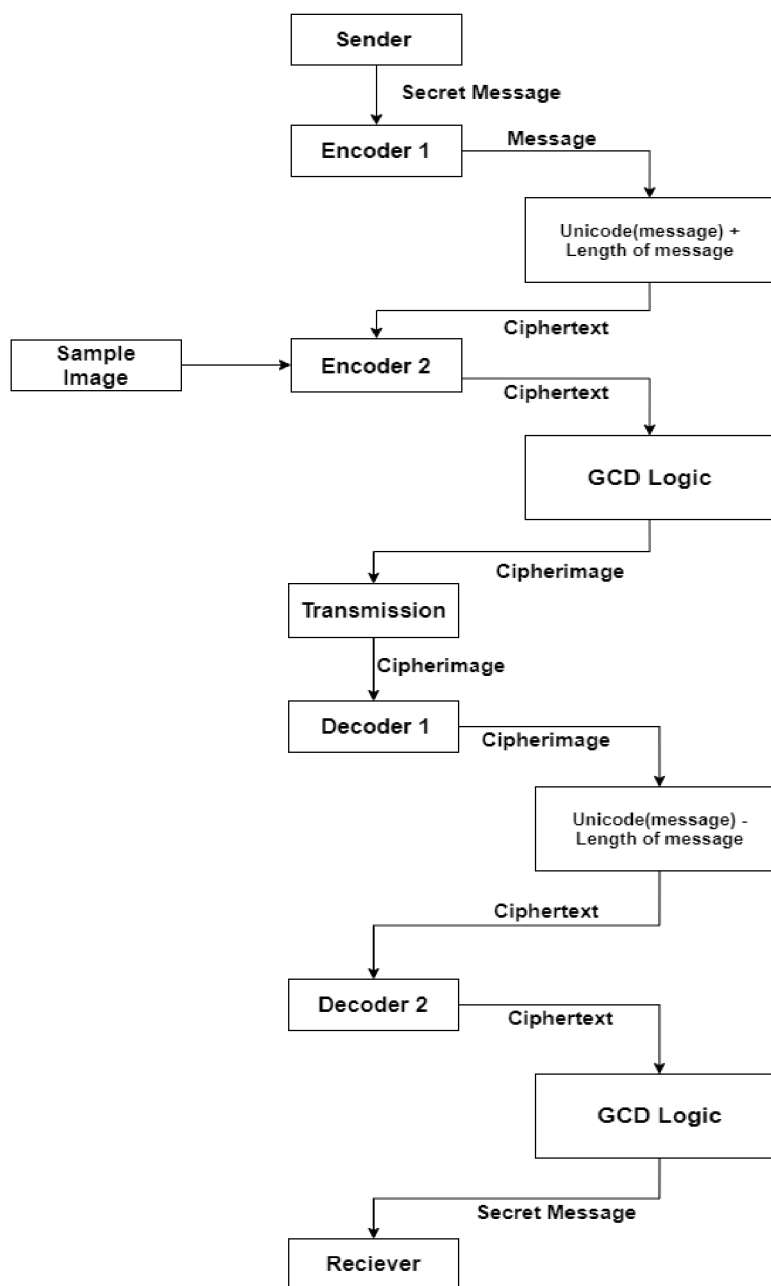 Sender
Secret Message
Encoder 1
Message
Unicode(message) +
Length of message
Ciphertext
Sample
Image
Encoder 2
Ciphertext
GCD Logic
Cipherimage
Transmission
Cipherimage
Decoder 1
Cipherimage
Unicode(message) -
Length of message
Ciphertext
Decoder 2
Ciphertext
GCD Logic
Secret Message
Reciever